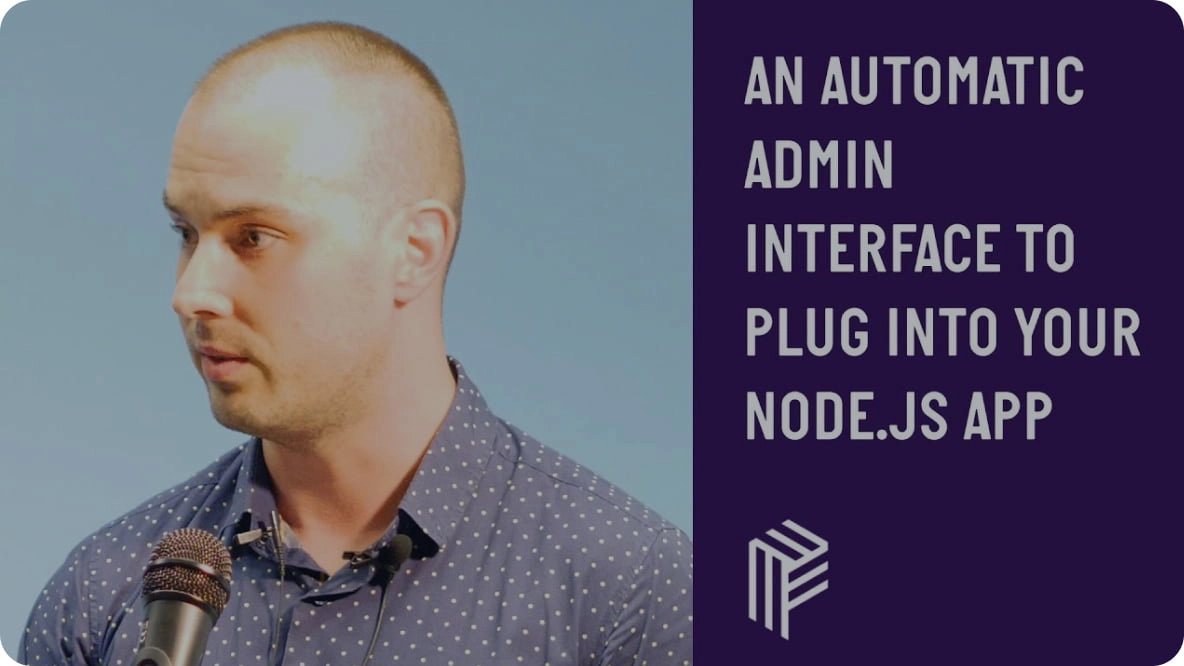 AN AUTOMATIC
ADMIN
INTERFACE TO
PLUG INTO YOUR
NODE.JS APP